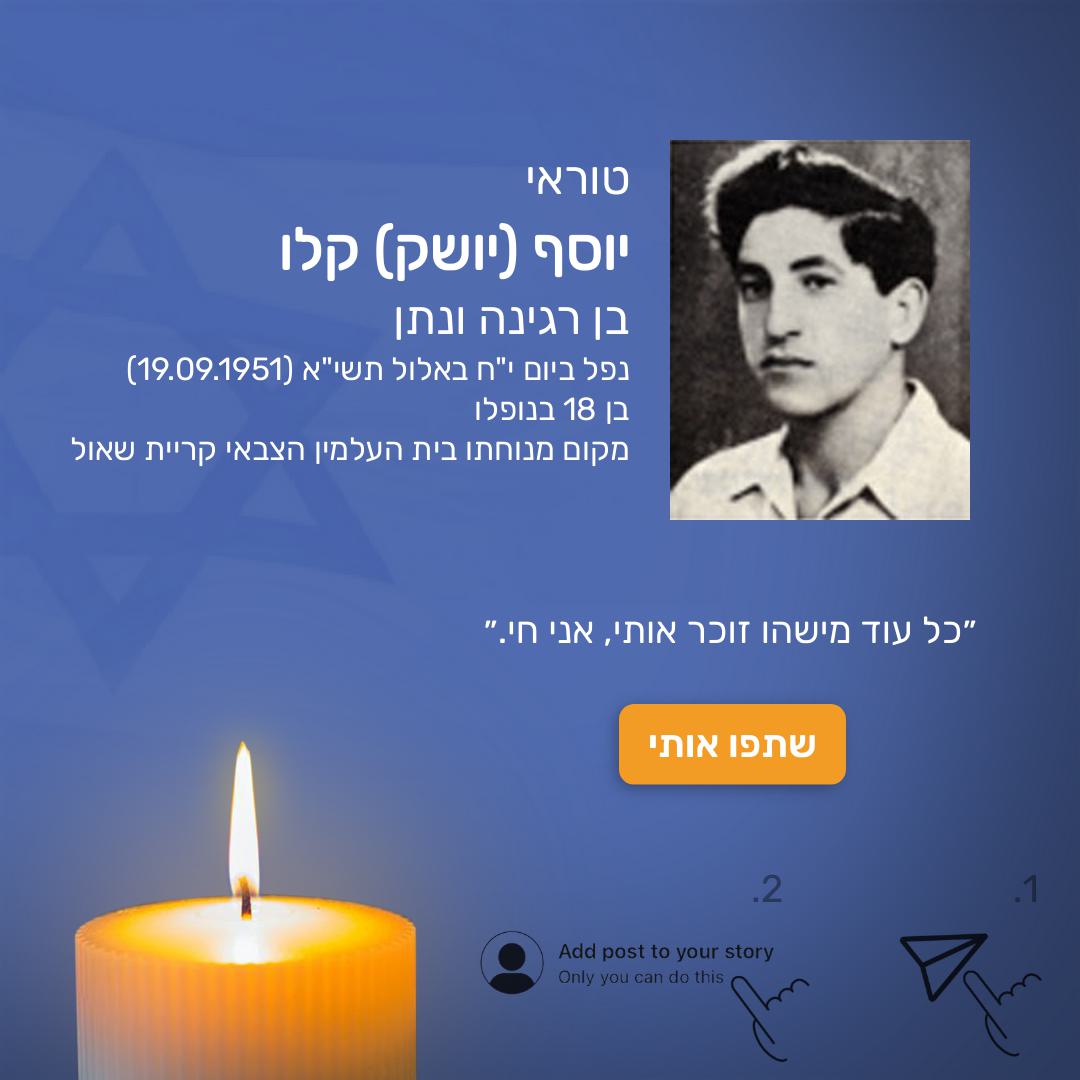 טוראי
יוסף (יושק) קלו
בן רגינה ונתן
נפל ביום י"ח באלול תשי"א (19.09.1951)
בן 18 בנופלו
מקום מנוחתו בית העלמין הצבאי קריית שאול
״כל עוד מישהו זוכר אותי, אני חי.״
שתפו אותי
1.
2.
Add post to your story
Only you can do this